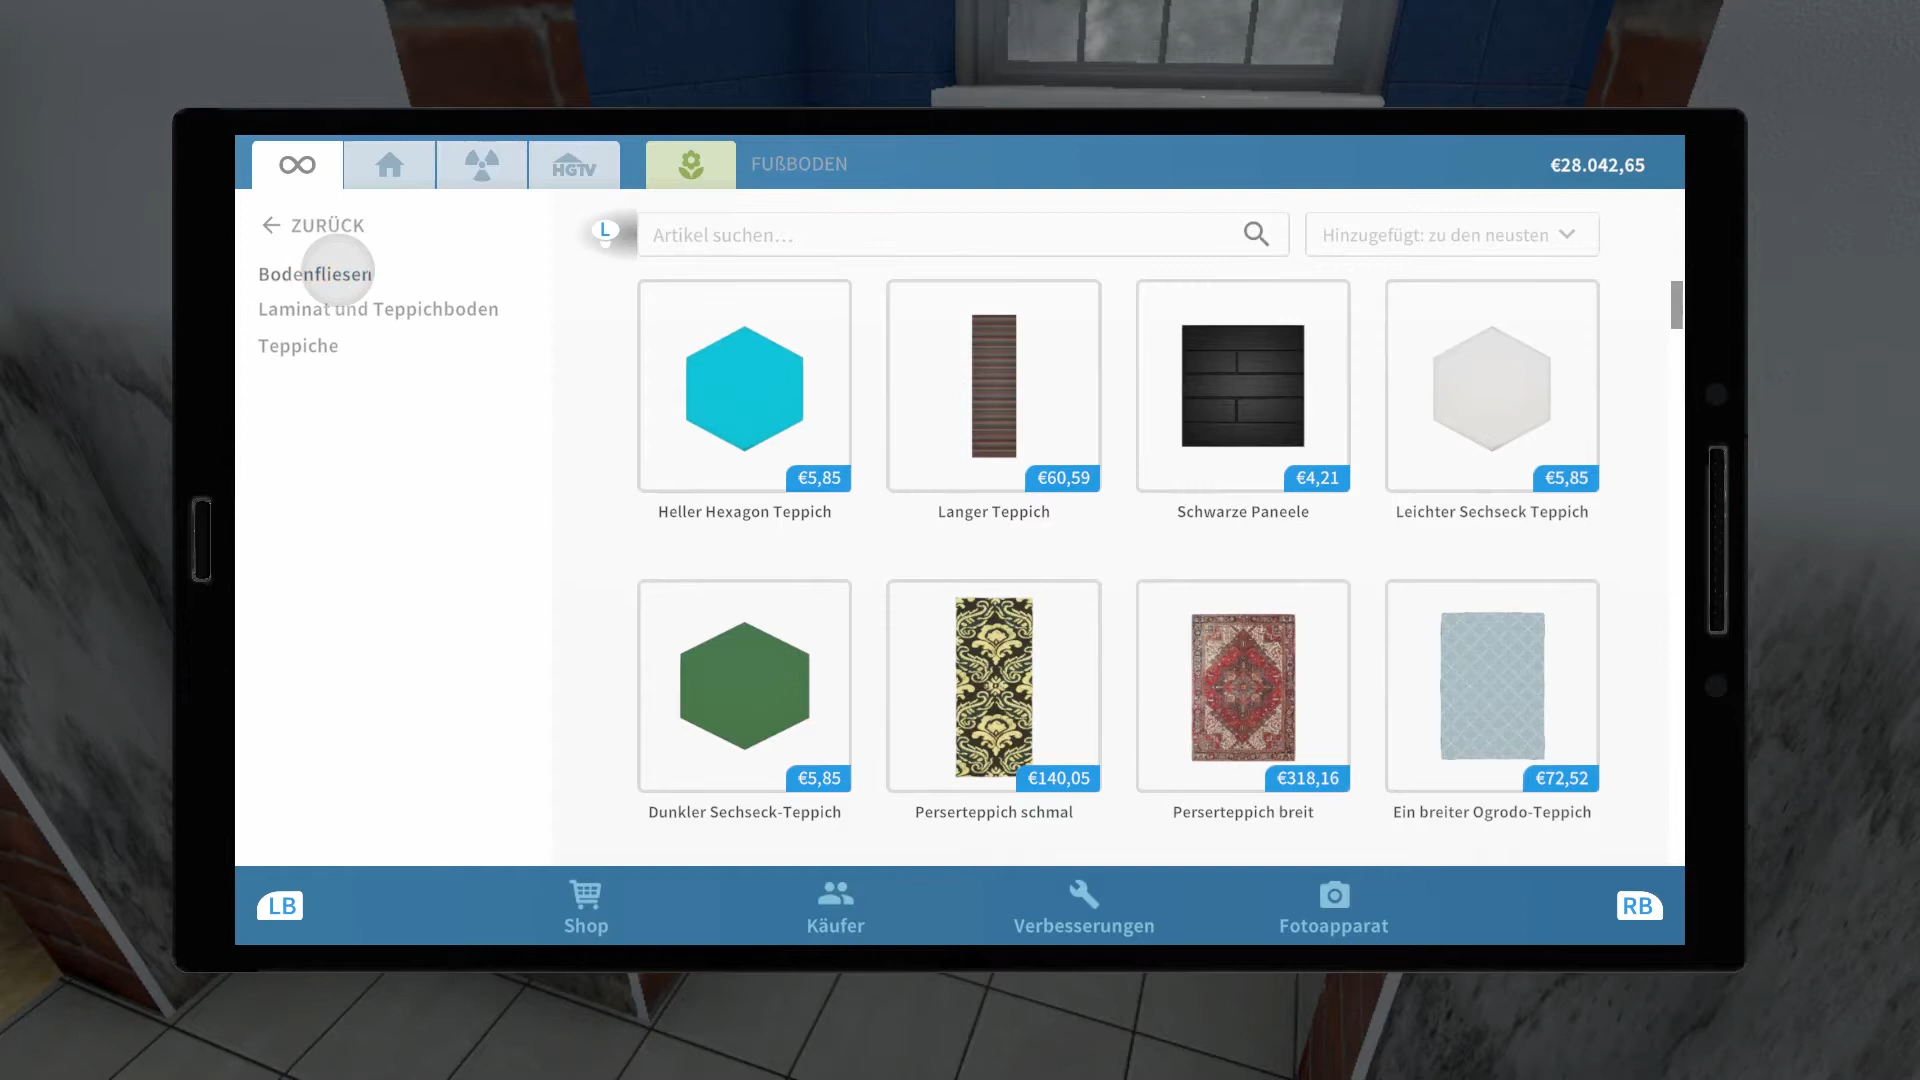 HGTV
FUßBODEN
€28.042,65
ZURÜCK
Bodenfliesen
Laminat und Teppichboden
Teppiche
L
Artikel suchen...
Hinzugefügt: zu den neusten
€5,85
€60,59
€4,21
€5,85
Heller Hexagon Teppich
Langer Teppich
Schwarze Paneele
Leichter Sechseck Teppich
€5,85
€140,05
€318,16
€72,52
Dunkler Sechseck-Teppich
Perserteppich schmal
Perserteppich breit
Ein breiter Ogrodo-Teppich
LB
Shop
Käufer
Verbesserungen
Fotoapparat
RB